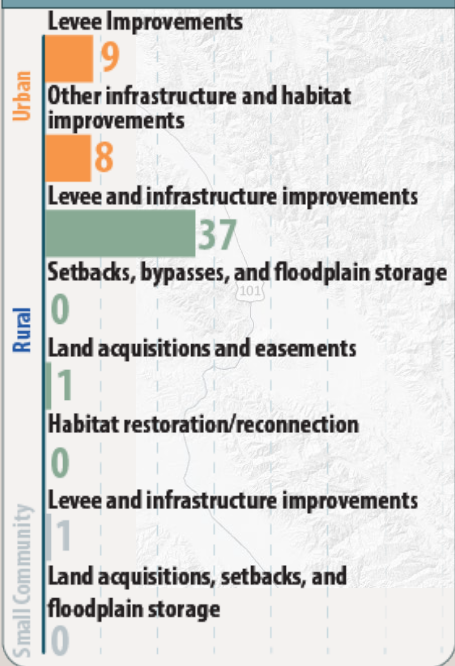 Levee Improvements
Urban
9
Other infrastructure and habitat
improvements
8
Levee and infrastructure improvements
37
Setbacks, bypasses, and floodplain storage
101
0
Rural
Land acquisitions and easements
1
Habitat restoration/reconnection
0
Levee and infrastructure improvements
Small Community
1
Land acquisitions, setbacks, and
floodplain storage
0